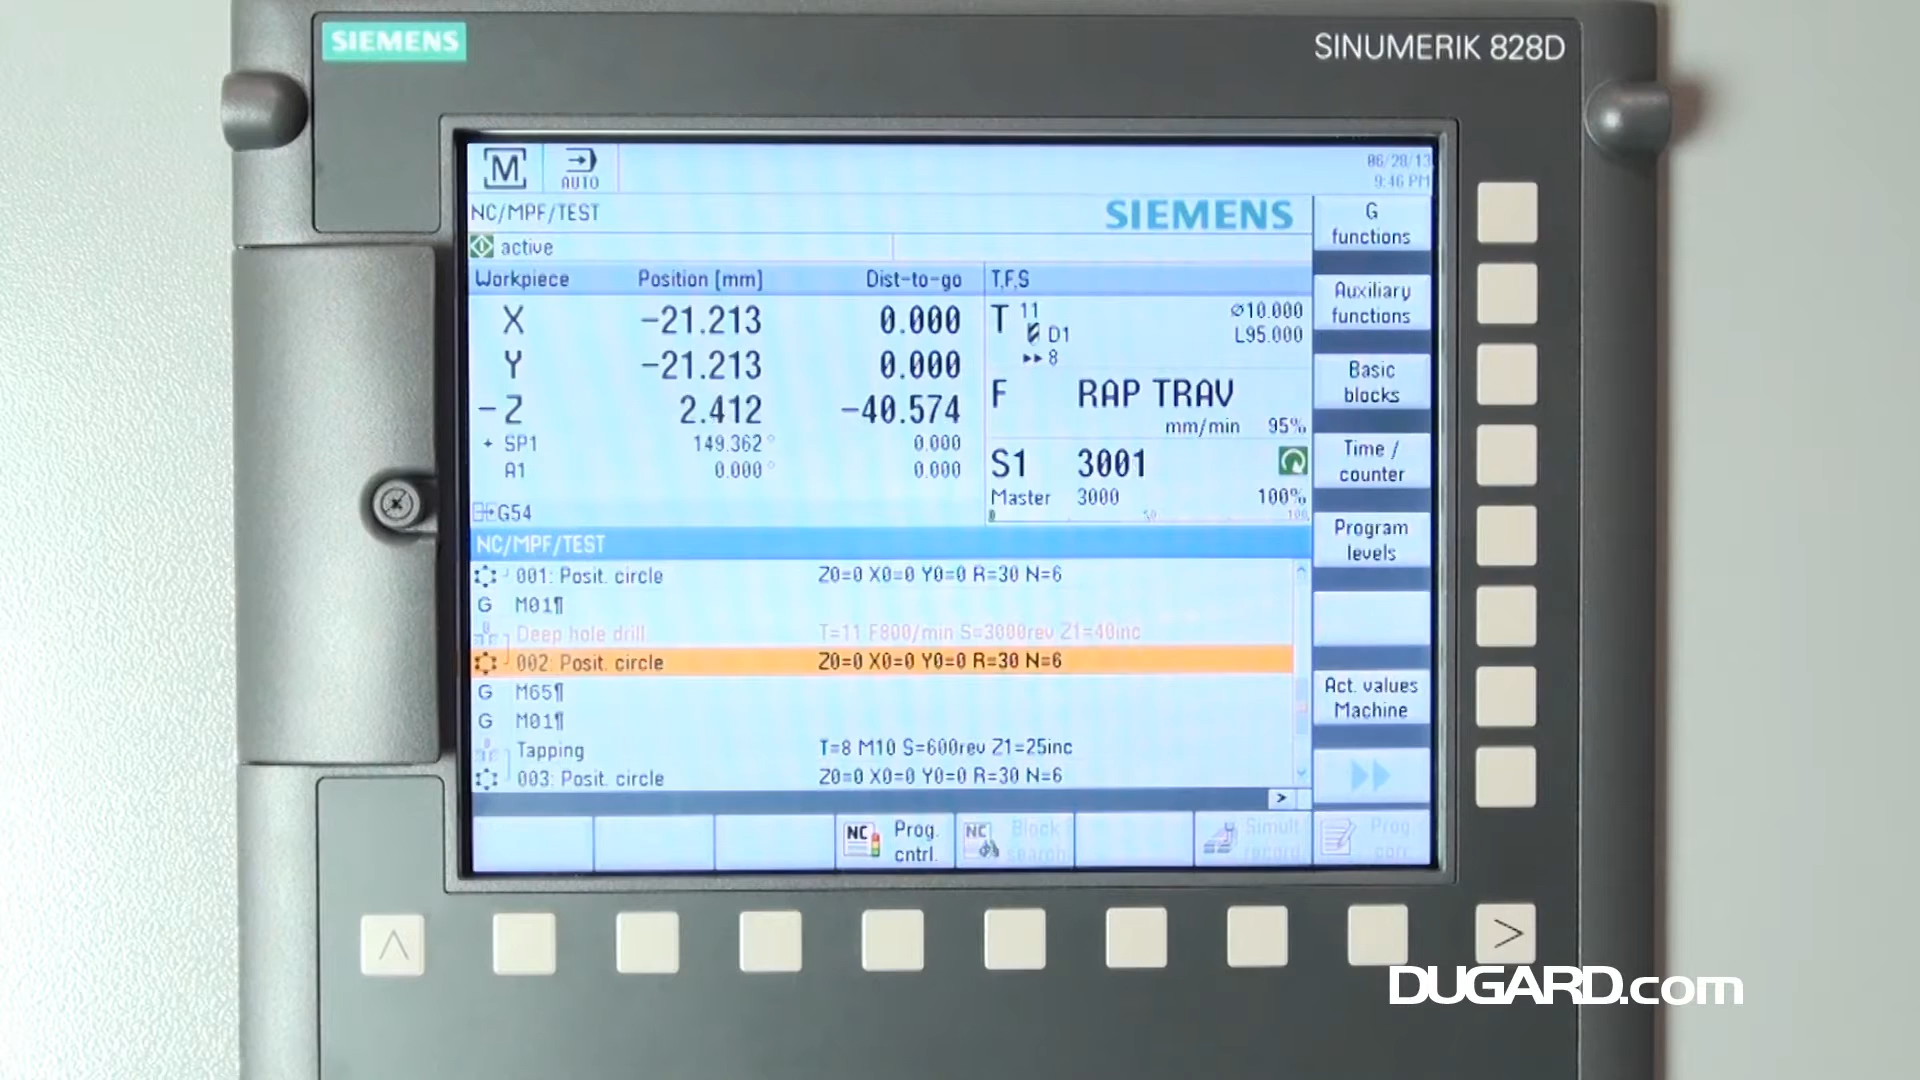 SIEMENS
SINUMERIK 828D
M
AUTO
06/20/13
9:46 PM
NC/MPF/TEST
SIEMENS
active
Workpiece Position [mm] Dist-to-go T,F,S
X -21.213 0.000
Y -21.213 0.000
-Z 2.412 -40.574
+ SP1 149.362° 0.000
A1 0.000° 0.000
G54
T 11 Ø10.000
D1 L95.000
▸▸ 8
F RAP TRAV
mm/min 95%
S1 3001
Master 3000 100%
0 50 100
NC/MPF/TEST
001: Posit. circle Z0=0 X0=0 Y0=0 R=30 N=6
G M01¶
Deep hole drill T=11 F800/min S=3000rev Z1=40inc
002: Posit. circle Z0=0 X0=0 Y0=0 R=30 N=6
G M65¶
G M01¶
Tapping T=8 M10 S=600rev Z1=25inc
003: Posit. circle Z0=0 X0=0 Y0=0 R=30 N=6
>
G
functions
Auxiliary
functions
Basic
blocks
Time /
counter
Program
levels
Act. values
Machine
NC Prog.
cntrl.
NC Block
search
Simult.
record.
Prog.
corr.
>
DUGARD.com